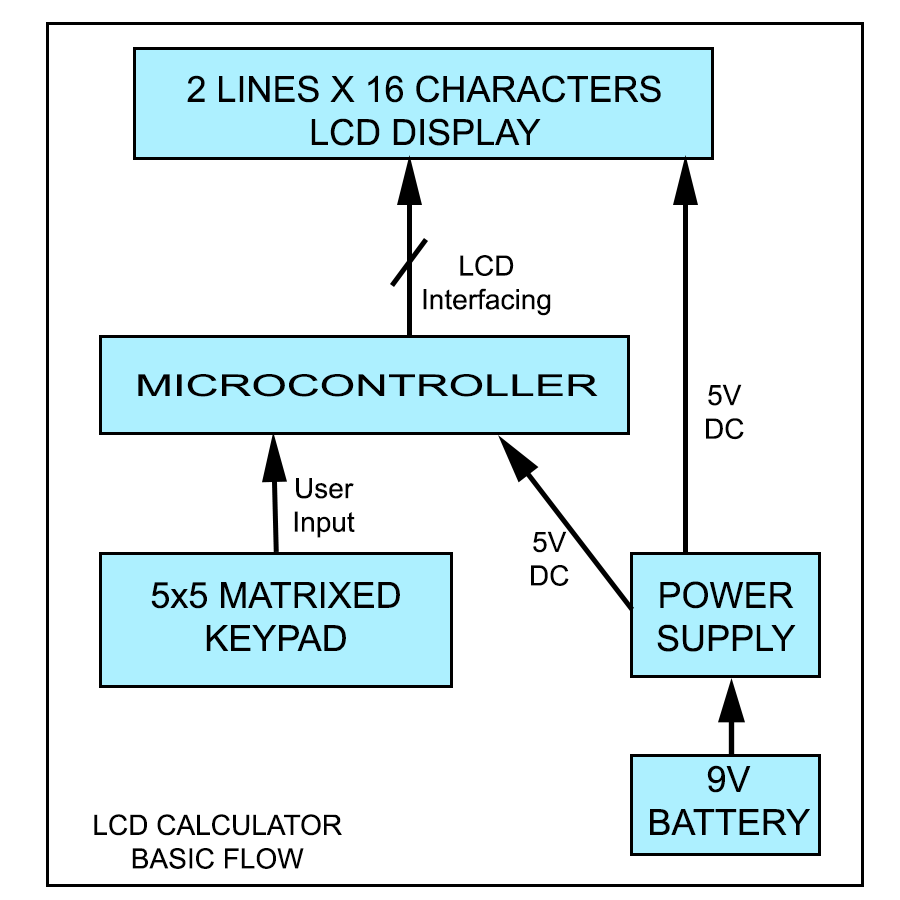 2 LINES X 16 CHARACTERS
LCD DISPLAY
LCD
Interfacing
MICROCONTROLLER
5V
DC
User
Input
5V
DC
5x5 MATRIXED
KEYPAD
POWER
SUPPLY
9V
BATTERY
LCD CALCULATOR
BASIC FLOW